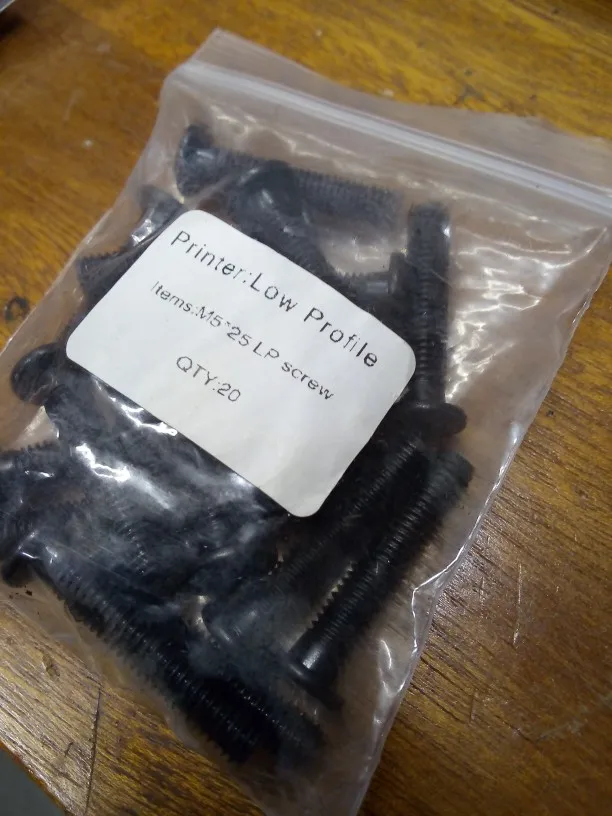 Printer:Low Profile
Items:M5*25 LP screw
QTY:20